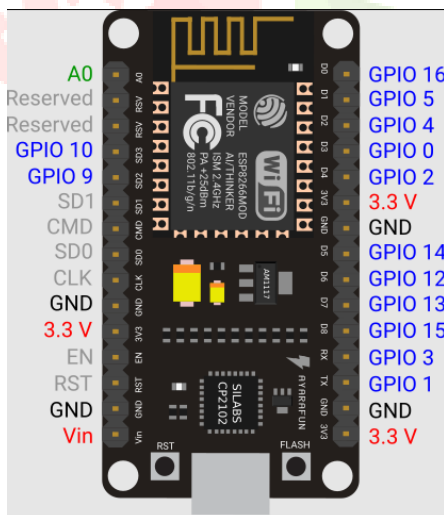 A0
Reserved
Reserved
GPIO 10
GPIO 9
SD1
CMD
SD0
CLK
GND
3.3 V
EN
RST
GND
Vin
A0
RSV
RSV
SD3
SD2
SD1
CMD
SD0
CLK
GND
3V3
EN
RST
GND
Vin
MODEL
VENDOR
ESP8266MOD
AI/THINKER
ISM 2.4GHz
PA +25dBm
802.11b/g/n
FC
Wi Fi
AM1117
SILABS
CP2102
AYARAFUN
RST
FLASH
D0
D1
D2
D3
D4
3V3
GND
D5
D6
D7
D8
RX
TX
GND
3V3
GPIO 16
GPIO 5
GPIO 4
GPIO 0
GPIO 2
3.3 V
GND
GPIO 14
GPIO 12
GPIO 13
GPIO 15
GPIO 3
GPIO 1
GND
3.3 V